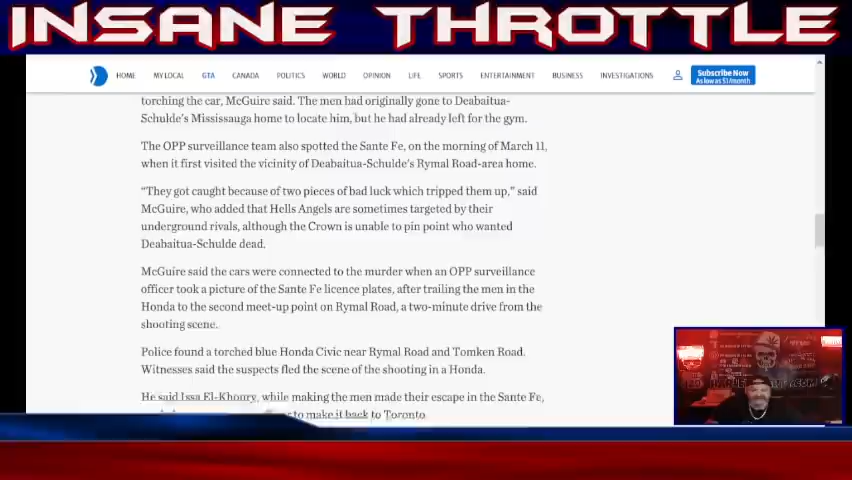 INSANE THROTTLE
HOME MY LOCAL GTA CANADA POLITICS WORLD OPINION LIFE SPORTS ENTERTAINMENT BUSINESS INVESTIGATIONS Subscribe Now
As low as $1/month
torching the car, McGuire said. The men had originally gone to Deabaitua-
Schulde's Mississauga home to locate him, but he had already left for the gym.
The OPP surveillance team also spotted the Sante Fe, on the morning of March 11,
when it first visited the vicinity of Deabaitua-Schulde's Rymal Road-area home.
“They got caught because of two pieces of bad luck which tripped them up,” said
McGuire, who added that Hells Angels are sometimes targeted by their
underground rivals, although the Crown is unable to pin point who wanted
Deabaitua-Schulde dead.
McGuire said the cars were connected to the murder when an OPP surveillance
officer took a picture of the Sante Fe licence plates, after trailing the men in the
Honda to the second meet-up point on Rymal Road, a two-minute drive from the
shooting scene.
Police found a torched blue Honda Civic near Rymal Road and Tomken Road.
Witnesses said the suspects fled the scene of the shooting in a Honda.
He said Issa El-Khoury, while making the men made their escape in the Sante Fe,
to make it back to Toronto.